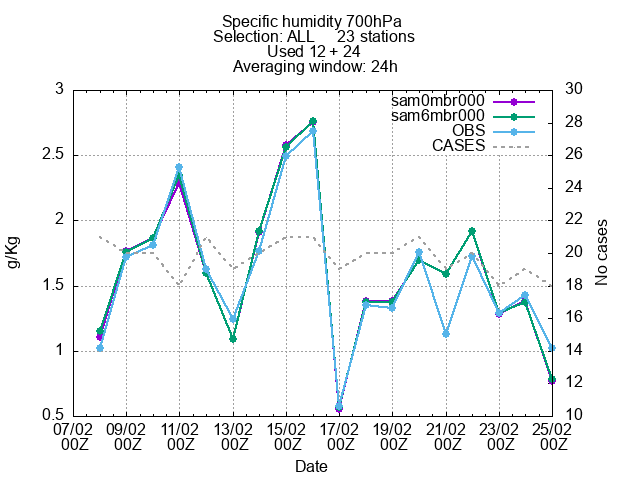 Specific humidity 700hPa
Selection: ALL 23 stations
Used 12 + 24
Averaging window: 24h
sam0mbr000
sam6mbr000
OBS
CASES
g/Kg
3
2.5
2
1.5
1
0.5
No cases
30
28
26
24
22
20
18
16
14
12
10
07/02 09/02 11/02 13/02 15/02 17/02 19/02 21/02 23/02 25/02
00Z 00Z 00Z 00Z 00Z 00Z 00Z 00Z 00Z 00Z
Date